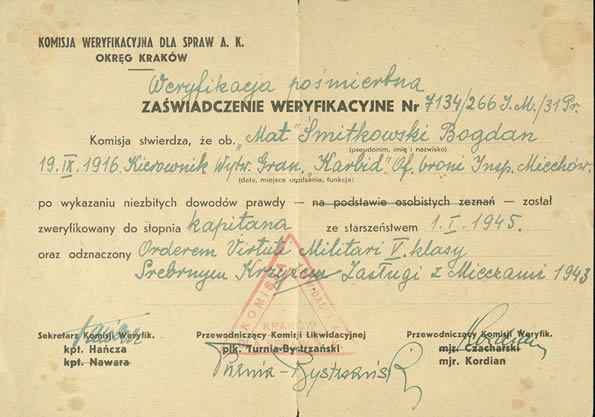 KOMISJA WERYFIKACYJNA DLA SPRAW A. K.
OKRĘG KRAKÓW
Weryfikacja pośmiertna
ZAŚWIADCZENIE WERYFIKACYJNE Nr 7134/266 J.M./31 Pr.
Komisja stwierdza, że ob. "Mat" Smitkowski Bogdan
(pseudonim, imię i nazwisko)
19.IX.1916. Kierownik Wytw. Gran. "Karbid". Of. broni Insp. Miechów.
(data, miejsce urodzenia, funkcja)
po wykazaniu niezbitych dowodów prawdy — na podstawie osobistych zeznań — został
zweryfikowany do stopnia kapitana ze starszeństwem 1. I. 1945.
oraz odznaczony Orderem Virtuti Militari V. klasy
Srebrnym Krzyżem Zasługi z Mieczami 1943
KOMISJA
KRAKÓW
Sekretarz Komisji Weryfik. Przewodniczący Komisji Likwidacyjnej Przewodniczący Komisji Weryfik.
kpt. Hańcza plk. Turnia-Bystrzański mjr. Czacharski
kpt. Nawara Turnia-Bystrzański mjr. Kordian